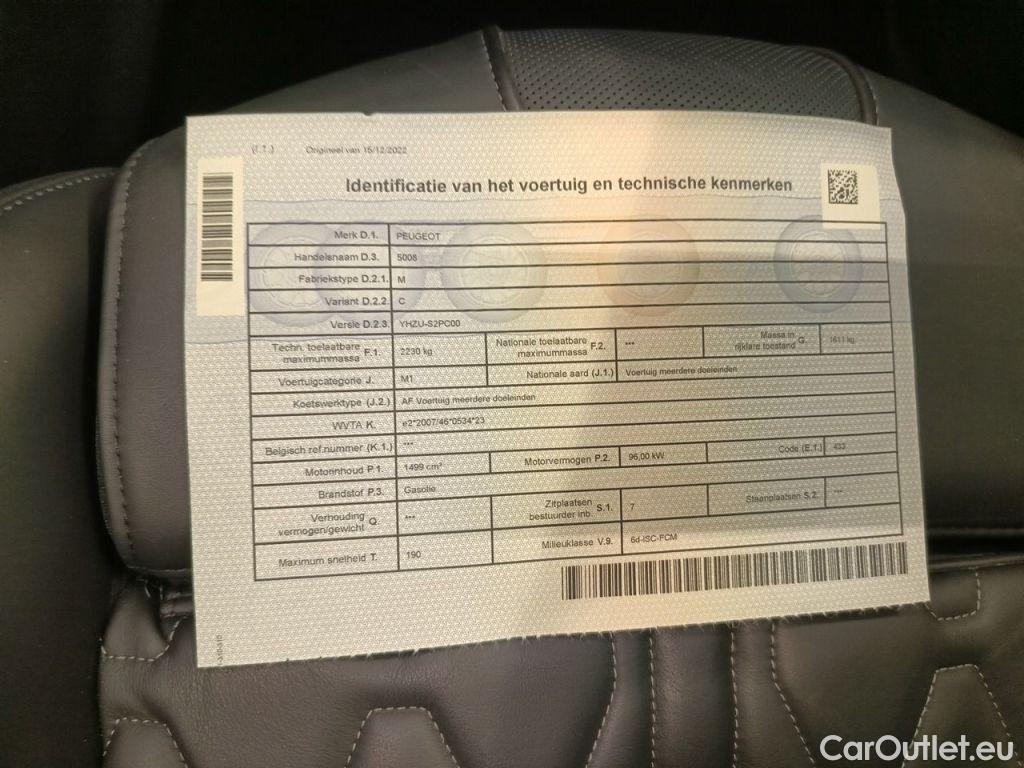 (I.T.) Origineel van 15/12/2022
Identificatie van het voertuig en technische kenmerken
Merk D.1. PEUGEOT
Handelsnaam D.3. 5008
Fabriekstype D.2.1. M
Variant D.2.2. C
Versie D.2.3. YHZU-S2PC00
Techn. toelaatbare maximummassa F.1. 2230 kg Nationale toelaatbare maximummassa F.2. *** Massa in rijklare toestand G. 1611 kg
Voertuigcategorie J. M1 Nationale aard (J.1.) Voertuig meerdere doeleinden
Koetswerktype (J.2.) AF Voertuig meerdere doeleinden
WVTA K. e2*2007/46*0534*23
Belgisch ref.nummer (K.1.) ***
Motorinhoud P.1. 1499 cm³ Motorvermogen P.2. 96,00 kW Code (E.1.) 433
Brandstof P.3. Gasolie
Verhouding vermogen/gewicht Q. *** Zitplaatsen bestuurder inb. S.1. 7 Staanplaatsen S.2. ***
Maximum snelheid T. 190 Milieuklasse V.9. 6d-ISC-FCM
CarOutlet.eu